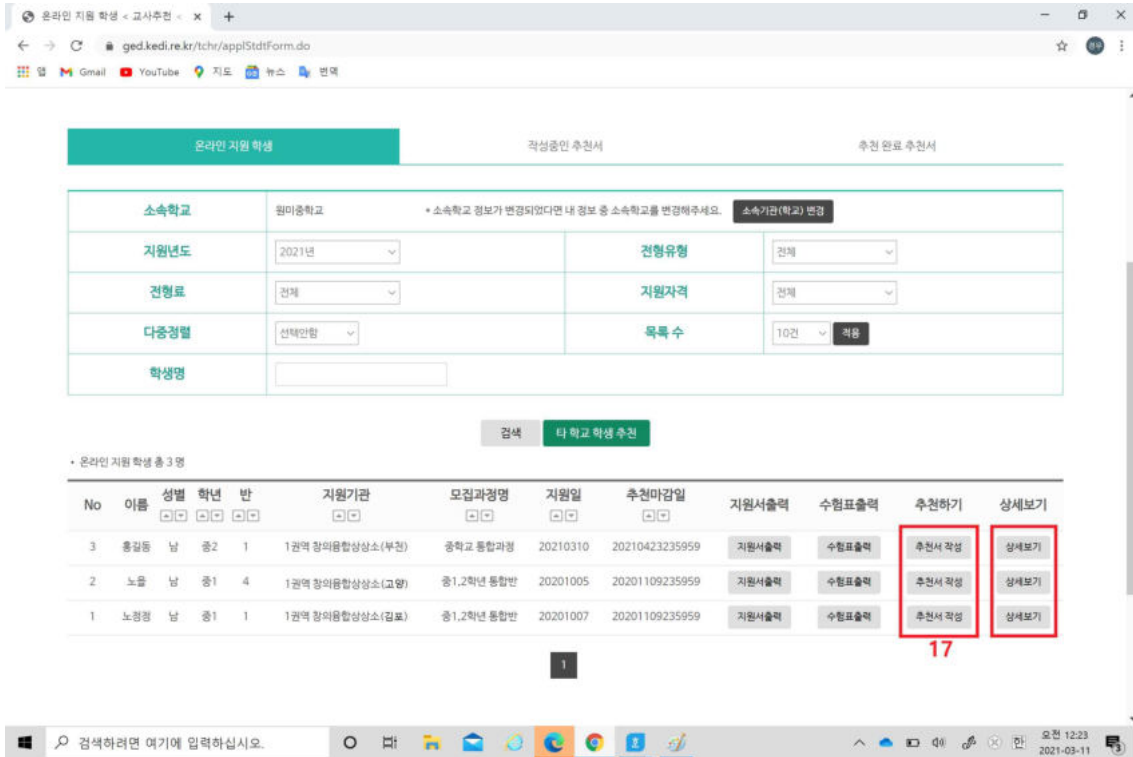 온라인 지원 학생 < 교사추천 <
ged.kedi.re.kr/tchr/applStdtForm.do
앱 Gmail YouTube 지도 뉴스 번역
온라인 지원 학생 작성중인 추천서 추천 완료 추천서
소속학교 원미중학교 * 소속학교 정보가 변경되었다면 내 정보 중 소속학교를 변경해주세요. 소속기관(학교) 변경
지원년도 2021년 전형유형 전체
전형료 전체 지원자격 전체
다중정렬 선택안함 목록 수 10건 적용
학생명
검색 타 학교 학생 추천
• 온라인 지원 학생 총 3 명
No 이름 성별 학년 반 지원기관 모집과정명 지원일 추천마감일 지원서출력 수험표출력 추천하기 상세보기
3 홍길동 남 중2 1 1권역 창의융합상상소(부천) 중학교 통합과정 20210310 20210423235959 지원서출력 수험표출력 추천서 작성 상세보기
2 노을 남 중1 4 1권역 창의융합상상소(고양) 중1,2학년 통합반 20201005 20201109235959 지원서출력 수험표출력 추천서 작성 상세보기
1 노정정 남 중1 1 1권역 창의융합상상소(김포) 중1,2학년 통합반 20201007 20201109235959 지원서출력 수험표출력 추천서 작성 상세보기
17
1
검색하려면 여기에 입력하십시오.
한
오전 12:23
2021-03-11